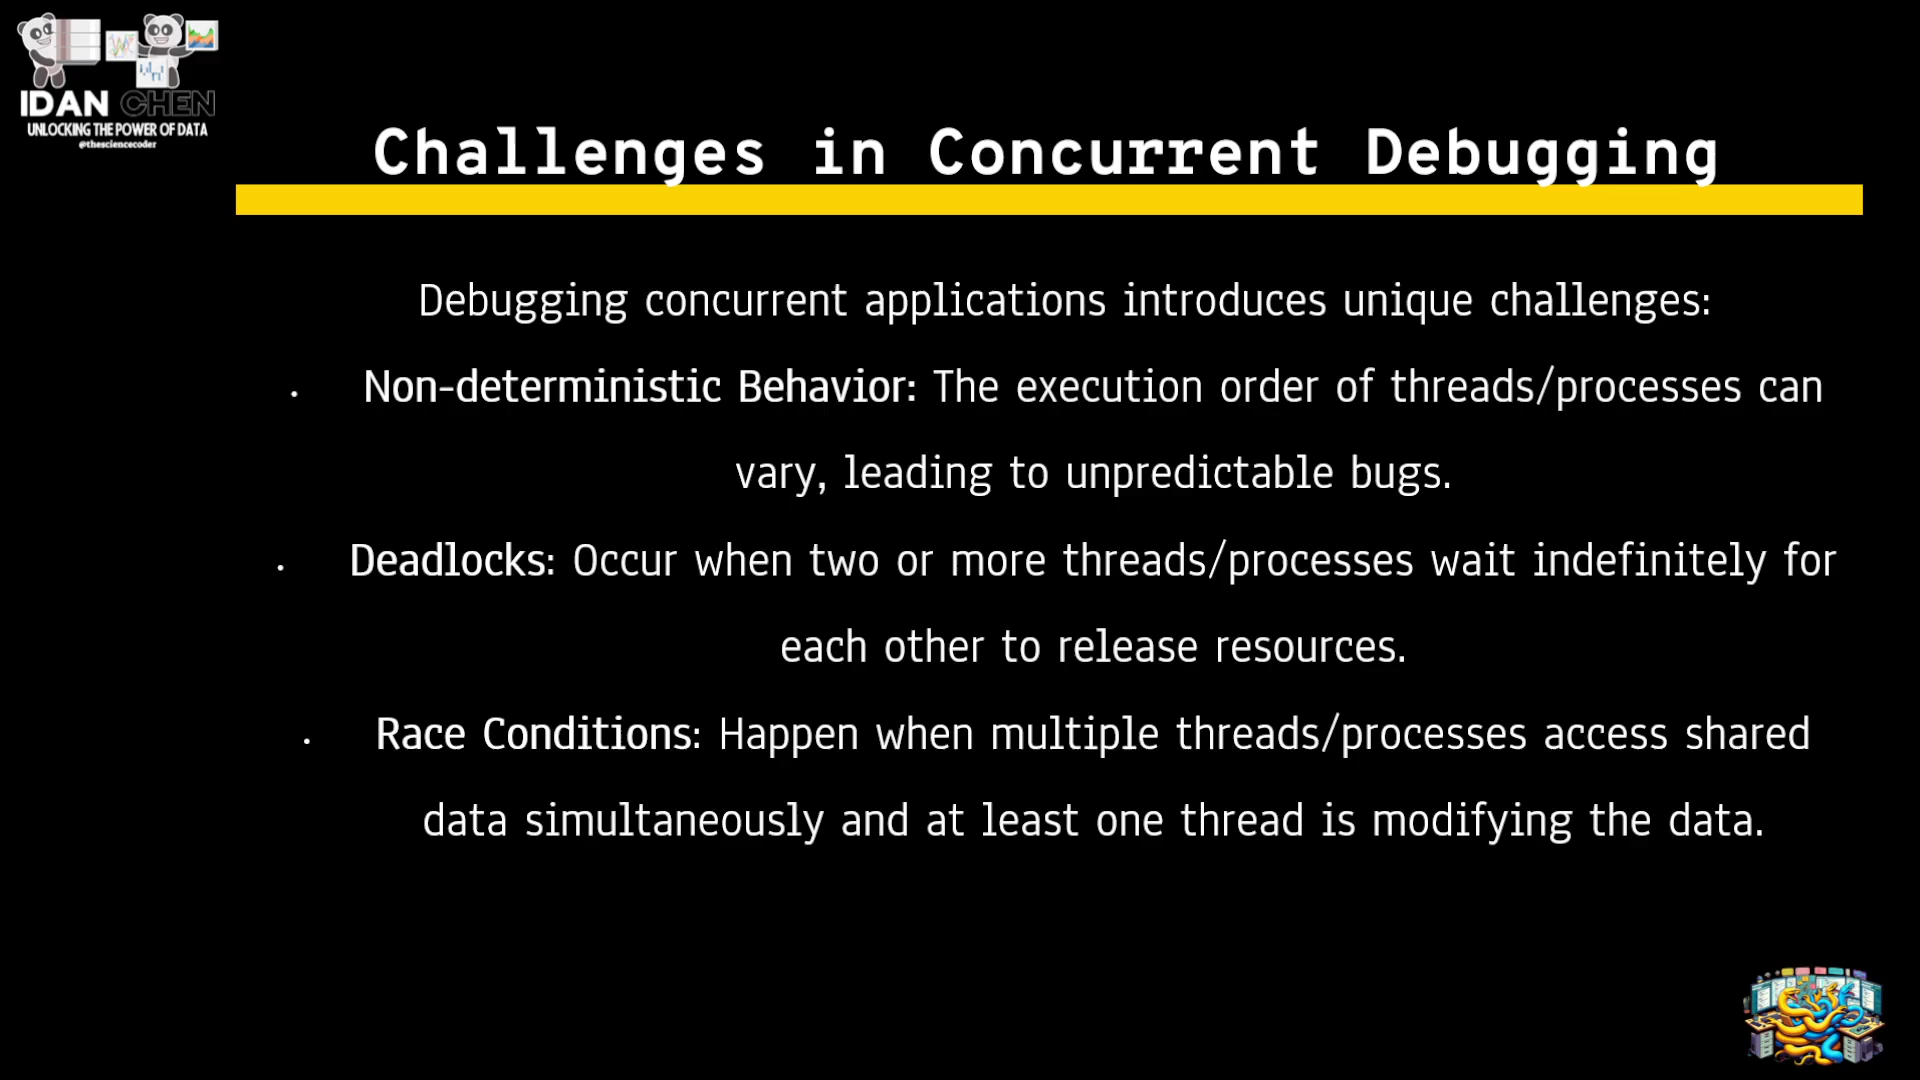 IDAN CHEN
UNLOCKING THE POWER OF DATA
@thesciencecoder
Challenges in Concurrent Debugging
Debugging concurrent applications introduces unique challenges:
• Non-deterministic Behavior: The execution order of threads/processes can
vary, leading to unpredictable bugs.
• Deadlocks: Occur when two or more threads/processes wait indefinitely for
each other to release resources.
• Race Conditions: Happen when multiple threads/processes access shared
data simultaneously and at least one thread is modifying the data.